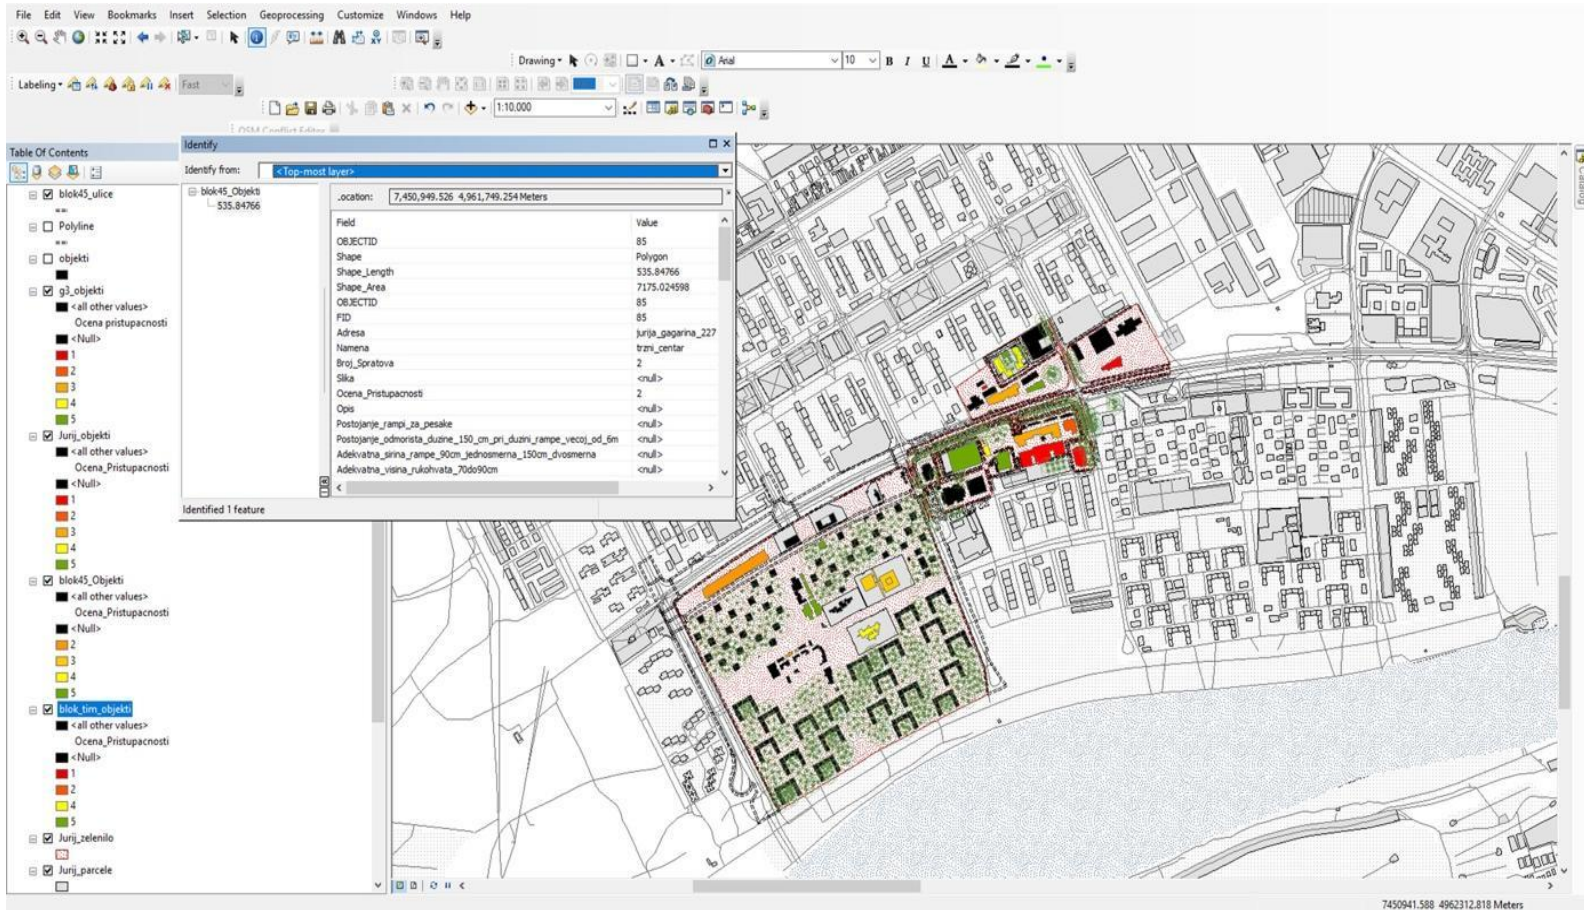 File Edit View Bookmarks Insert Selection Geoprocessing Customize Windows Help
Drawing Arial 10 B I U A
Labeling Fast
1:10,000
OSM Conflict Editor
Table Of Contents
blok45_ulice
Polyline
objekti
g3_objekti
<all other values>
Ocena pristupacnosti
<Null>
1
2
3
4
5
Jurij_objekti
<all other values>
Ocena_Pristupacnosti
<Null>
1
2
3
4
5
blok45_Objekti
<all other values>
Ocena_Pristupacnosti
<Null>
2
3
4
5
blok_tim_objekti
<all other values>
Ocena_Pristupacnosti
<Null>
1
2
4
5
Jurij_zelenilo
Jurij_parcele
Identify
Identify from: <Top-most layer>
blok45_Objekti
535.84766
.ocation: 7,450,949.526 4,961,749.254 Meters
Field Value
OBJECTID 85
Shape Polygon
Shape_Length 535.84766
Shape_Area 7175.024598
OBJECTID 85
FID 85
Adresa jurija_gagarina_227
Namena trzni_centar
Broj_Spratova 2
Slika <null>
Ocena_Pristupacnosti 2
Opis <null>
Postojanje_rampi_za_pesake <null>
Postojanje_odmorista_duzine_150_cm_pri_duzini_rampe_vecoj_od_6m <null>
Adekvatna_sirina_rampe_90cm_jednosmerna_150cm_dvosmerna <null>
Adekvatna_visina_rukohvata_70do90cm <null>
Identified 1 feature
Catalog
7450941.588 4962312.818 Meters